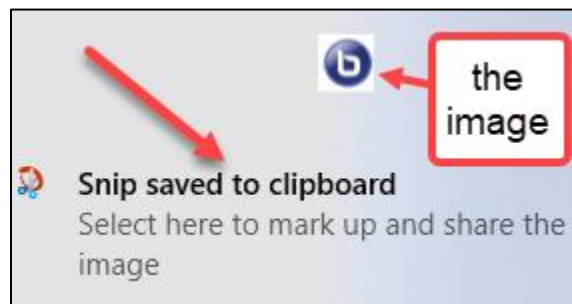 b
the
image
Snip saved to clipboard
Select here to mark up and share the
image